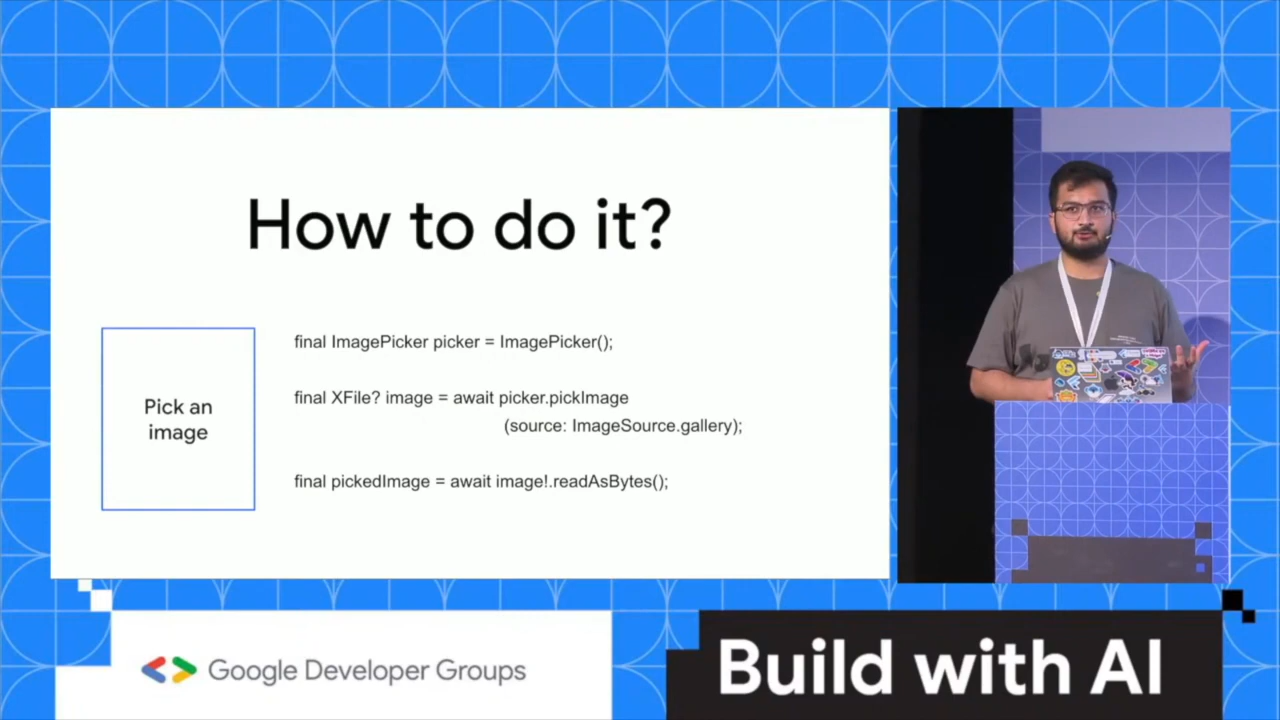 How to do it?
Pick an
image
final ImagePicker picker = ImagePicker();
final XFile? image = await picker.pickImage
(source: ImageSource.gallery);
final pickedImage = await image!.readAsBytes();
Google Developer Groups
Build with AI